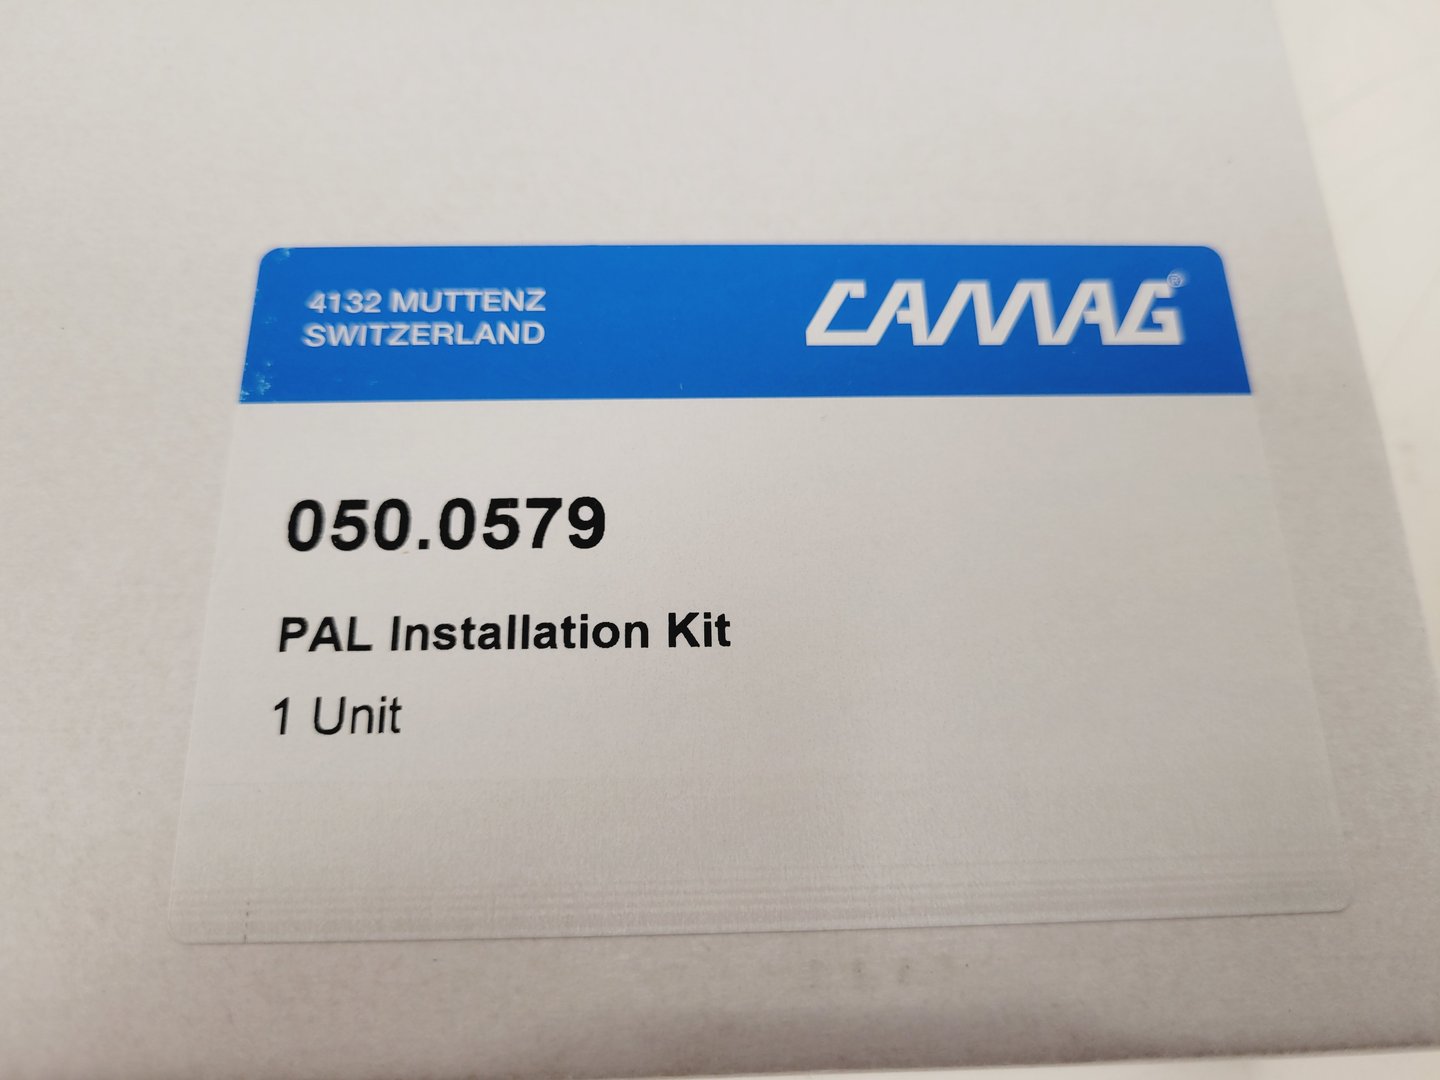 4132 MUTTENZ
SWITZERLAND
CAMAG®
050.0579
PAL Installation Kit
1 Unit